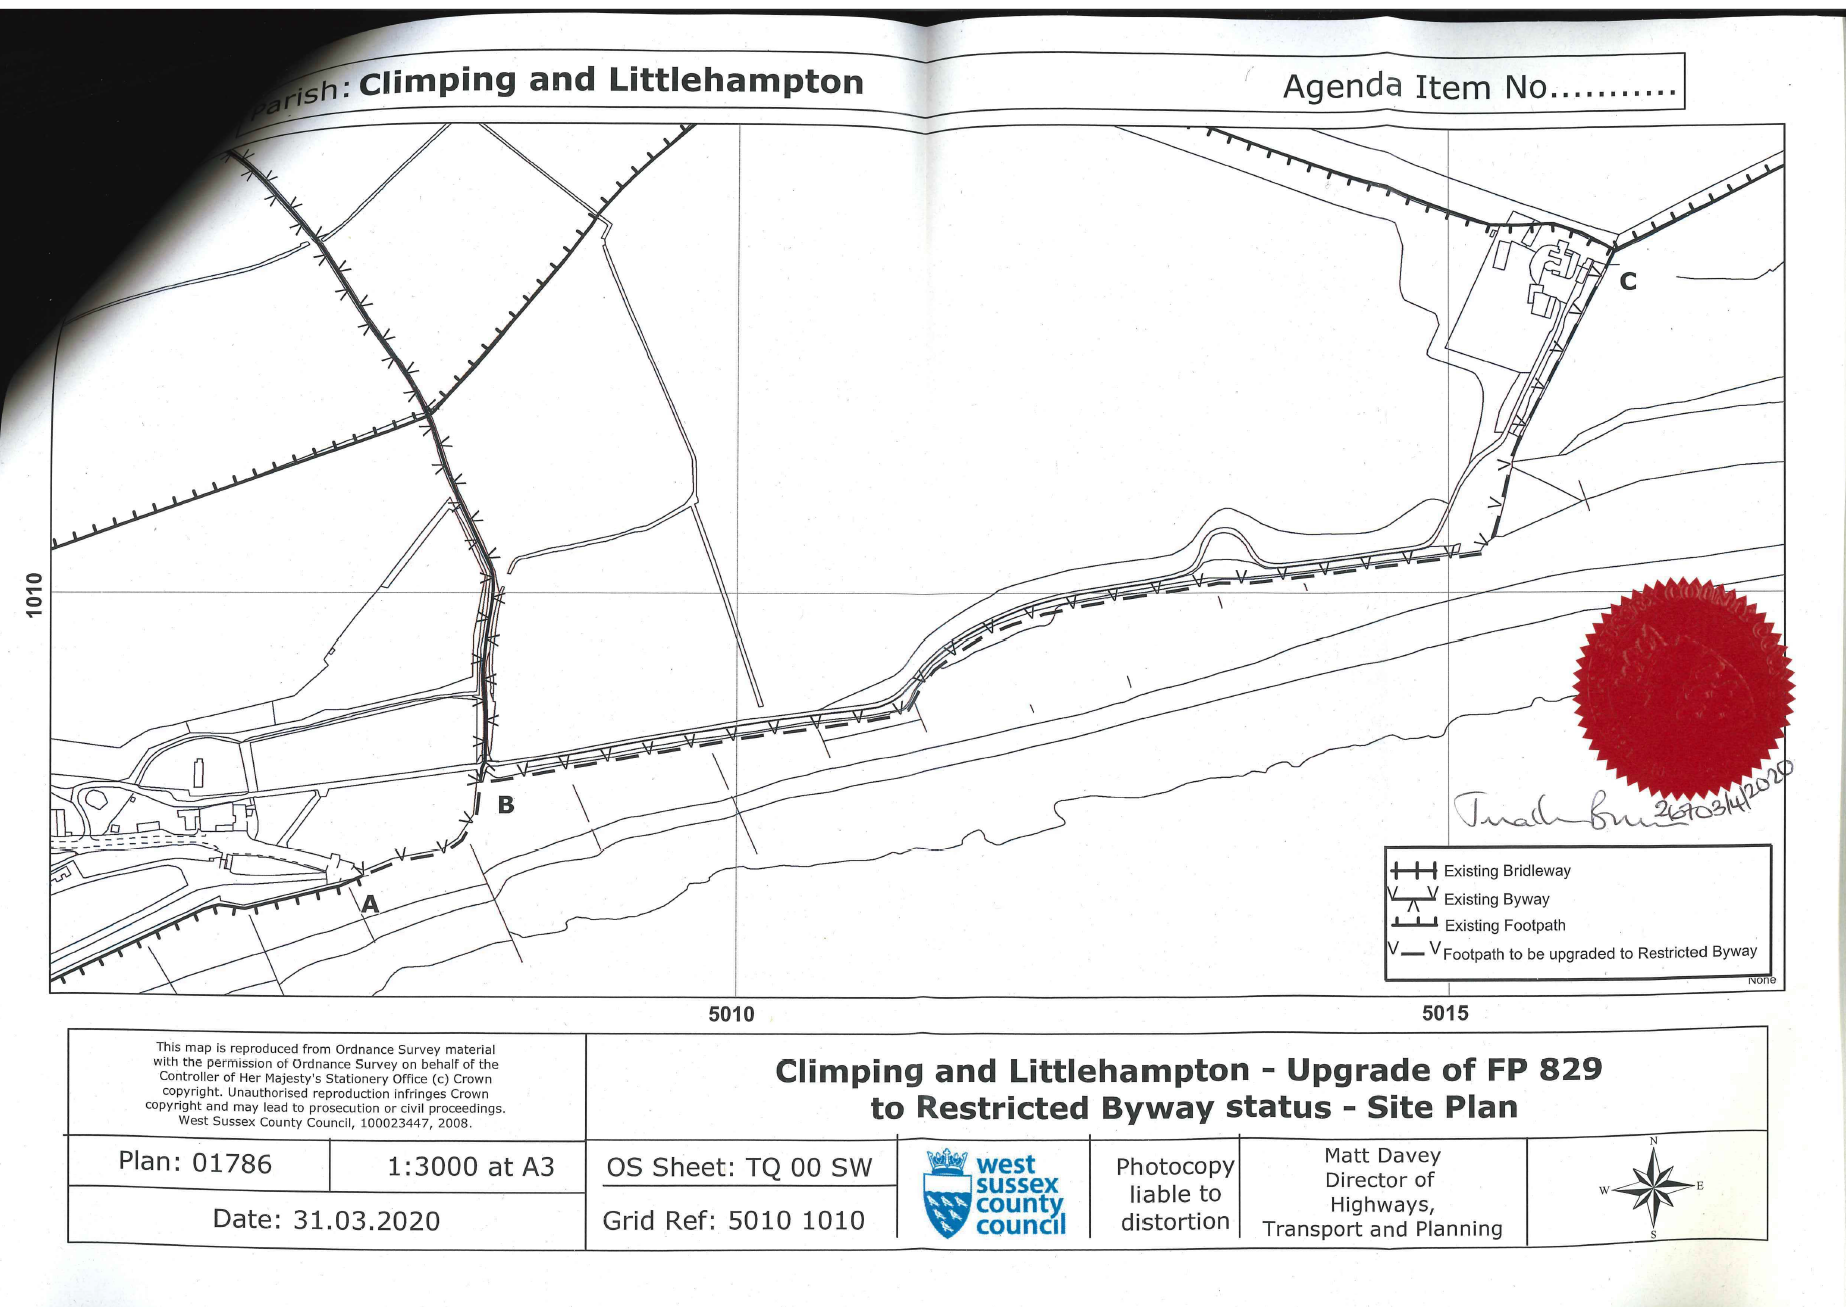 Parish: Climping and Littlehampton
Agenda Item No...........
C
1010
B
A
26703/4/2020
Existing Bridleway
Existing Byway
Existing Footpath
Footpath to be upgraded to Restricted Byway
None
5010
5015
This map is reproduced from Ordnance Survey material
with the permission of Ordnance Survey on behalf of the
Controller of Her Majesty's Stationery Office (c) Crown
copyright. Unauthorised reproduction infringes Crown
copyright and may lead to prosecution or civil proceedings.
West Sussex County Council, 100023447, 2008.
Climping and Littlehampton - Upgrade of FP 829
to Restricted Byway status - Site Plan
Plan: 01786
1:3000 at A3
Date: 31.03.2020
OS Sheet: TQ 00 SW
Grid Ref: 5010 1010
west
sussex
county
council
Photocopy
liable to
distortion
Matt Davey
Director of
Highways,
Transport and Planning
N
W
E
S